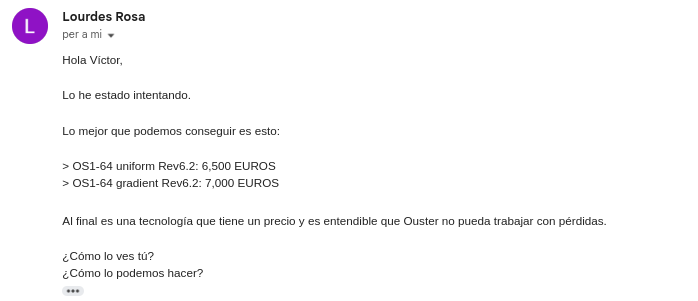 L
Lourdes Rosa
per a mi
Hola Víctor,
Lo he estado intentando.
Lo mejor que podemos conseguir es esto:
> OS1-64 uniform Rev6.2: 6,500 EUROS
> OS1-64 gradient Rev6.2: 7,000 EUROS
Al final es una tecnología que tiene un precio y es entendible que Ouster no pueda trabajar con pérdidas.
¿Cómo lo ves tú?
¿Cómo lo podemos hacer?